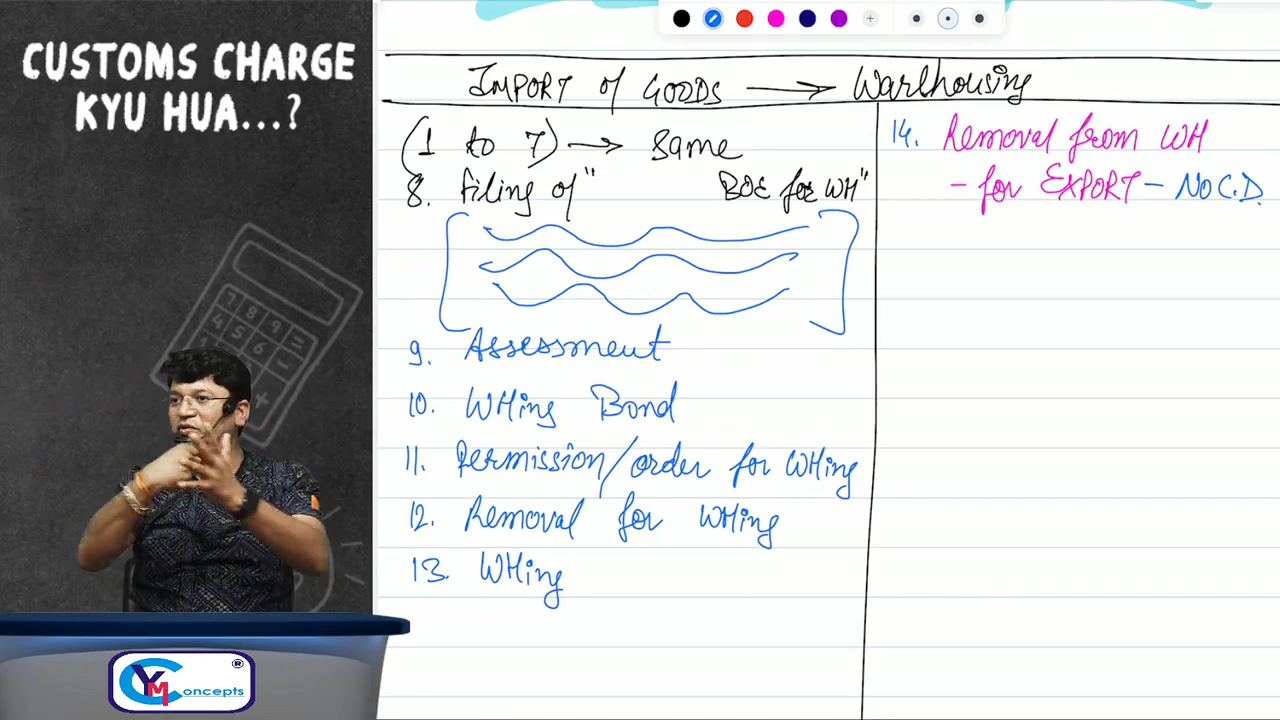 CUSTOMS CHARGE
KYU HUA...?
IMPORT of GOODS → Warehousing
(1 to 7) → Same
8. Filing of " BOE for WH"
9. Assessment
10. WHing Bond
11. Permission/order for WHing
12. Removal for WHing
13. WHing
14. Removal from WH
- for EXPORT - NO C.D.
CYM Concepts ®